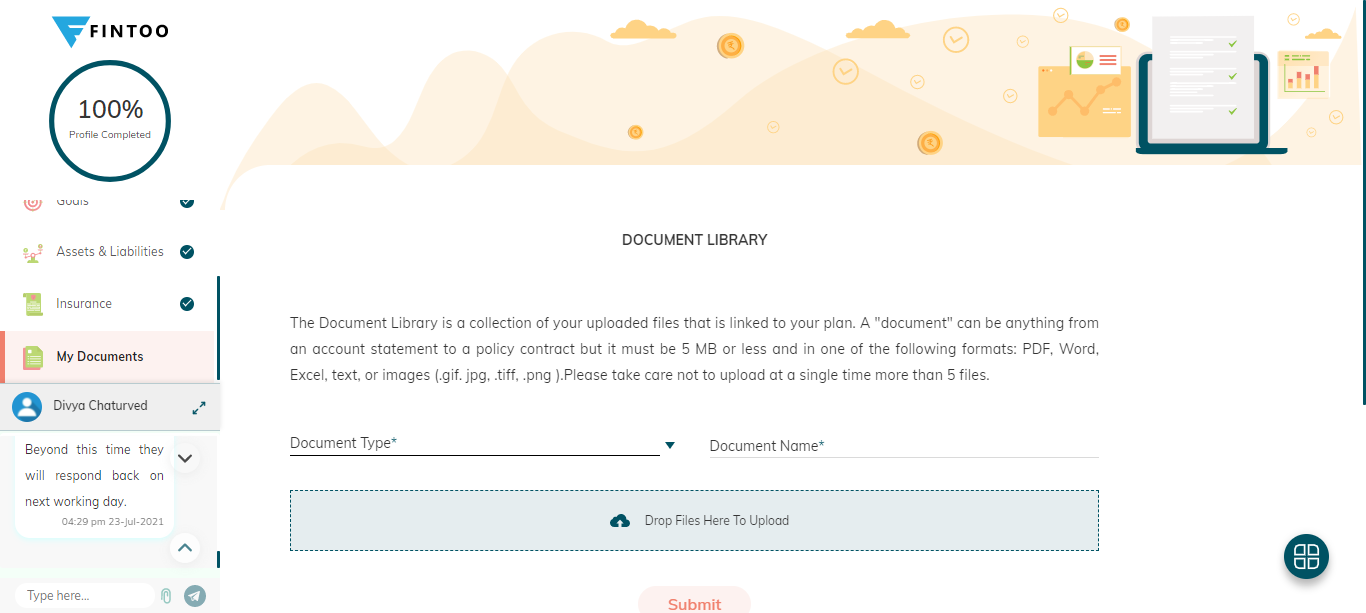 FINTOO
100%
Profile Completed
Goals
Assets & Liabilities
Insurance
My Documents
Divya Chaturved
Beyond this time they
will respond back on
next working day.
04:29 pm 23-Jul-2021
Type here...
DOCUMENT LIBRARY
The Document Library is a collection of your uploaded files that is linked to your plan. A "document" can be anything from
an account statement to a policy contract but it must be 5 MB or less and in one of the following formats: PDF, Word,
Excel, text, or images (.gif. jpg, .tiff, .png ).Please take care not to upload at a single time more than 5 files.
Document Type*
Document Name*
Drop Files Here To Upload
Submit